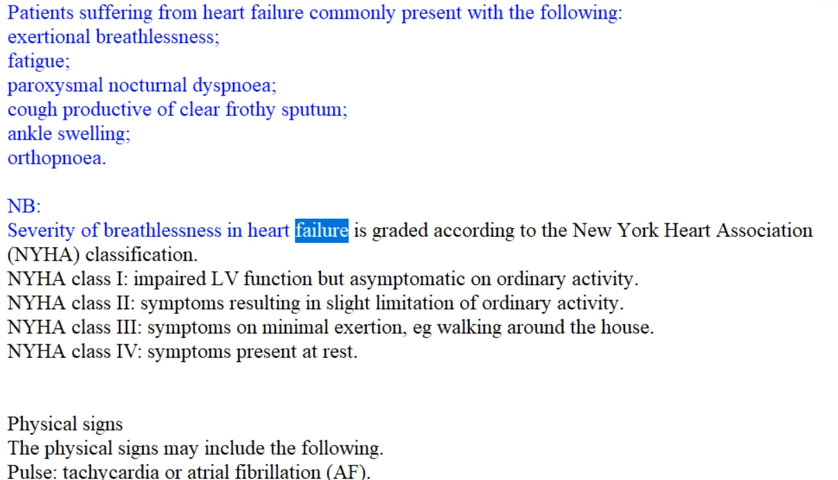 Patients suffering from heart failure commonly present with the following:
exertional breathlessness;
fatigue;
paroxysmal nocturnal dyspnoea;
cough productive of clear frothy sputum;
ankle swelling;
orthopnoea.
NB:
Severity of breathlessness in heart failure is graded according to the New York Heart Association
(NYHA) classification.
NYHA class I: impaired LV function but asymptomatic on ordinary activity.
NYHA class II: symptoms resulting in slight limitation of ordinary activity.
NYHA class III: symptoms on minimal exertion, eg walking around the house.
NYHA class IV: symptoms present at rest.
Physical signs
The physical signs may include the following.
Pulse: tachycardia or atrial fibrillation (AF).